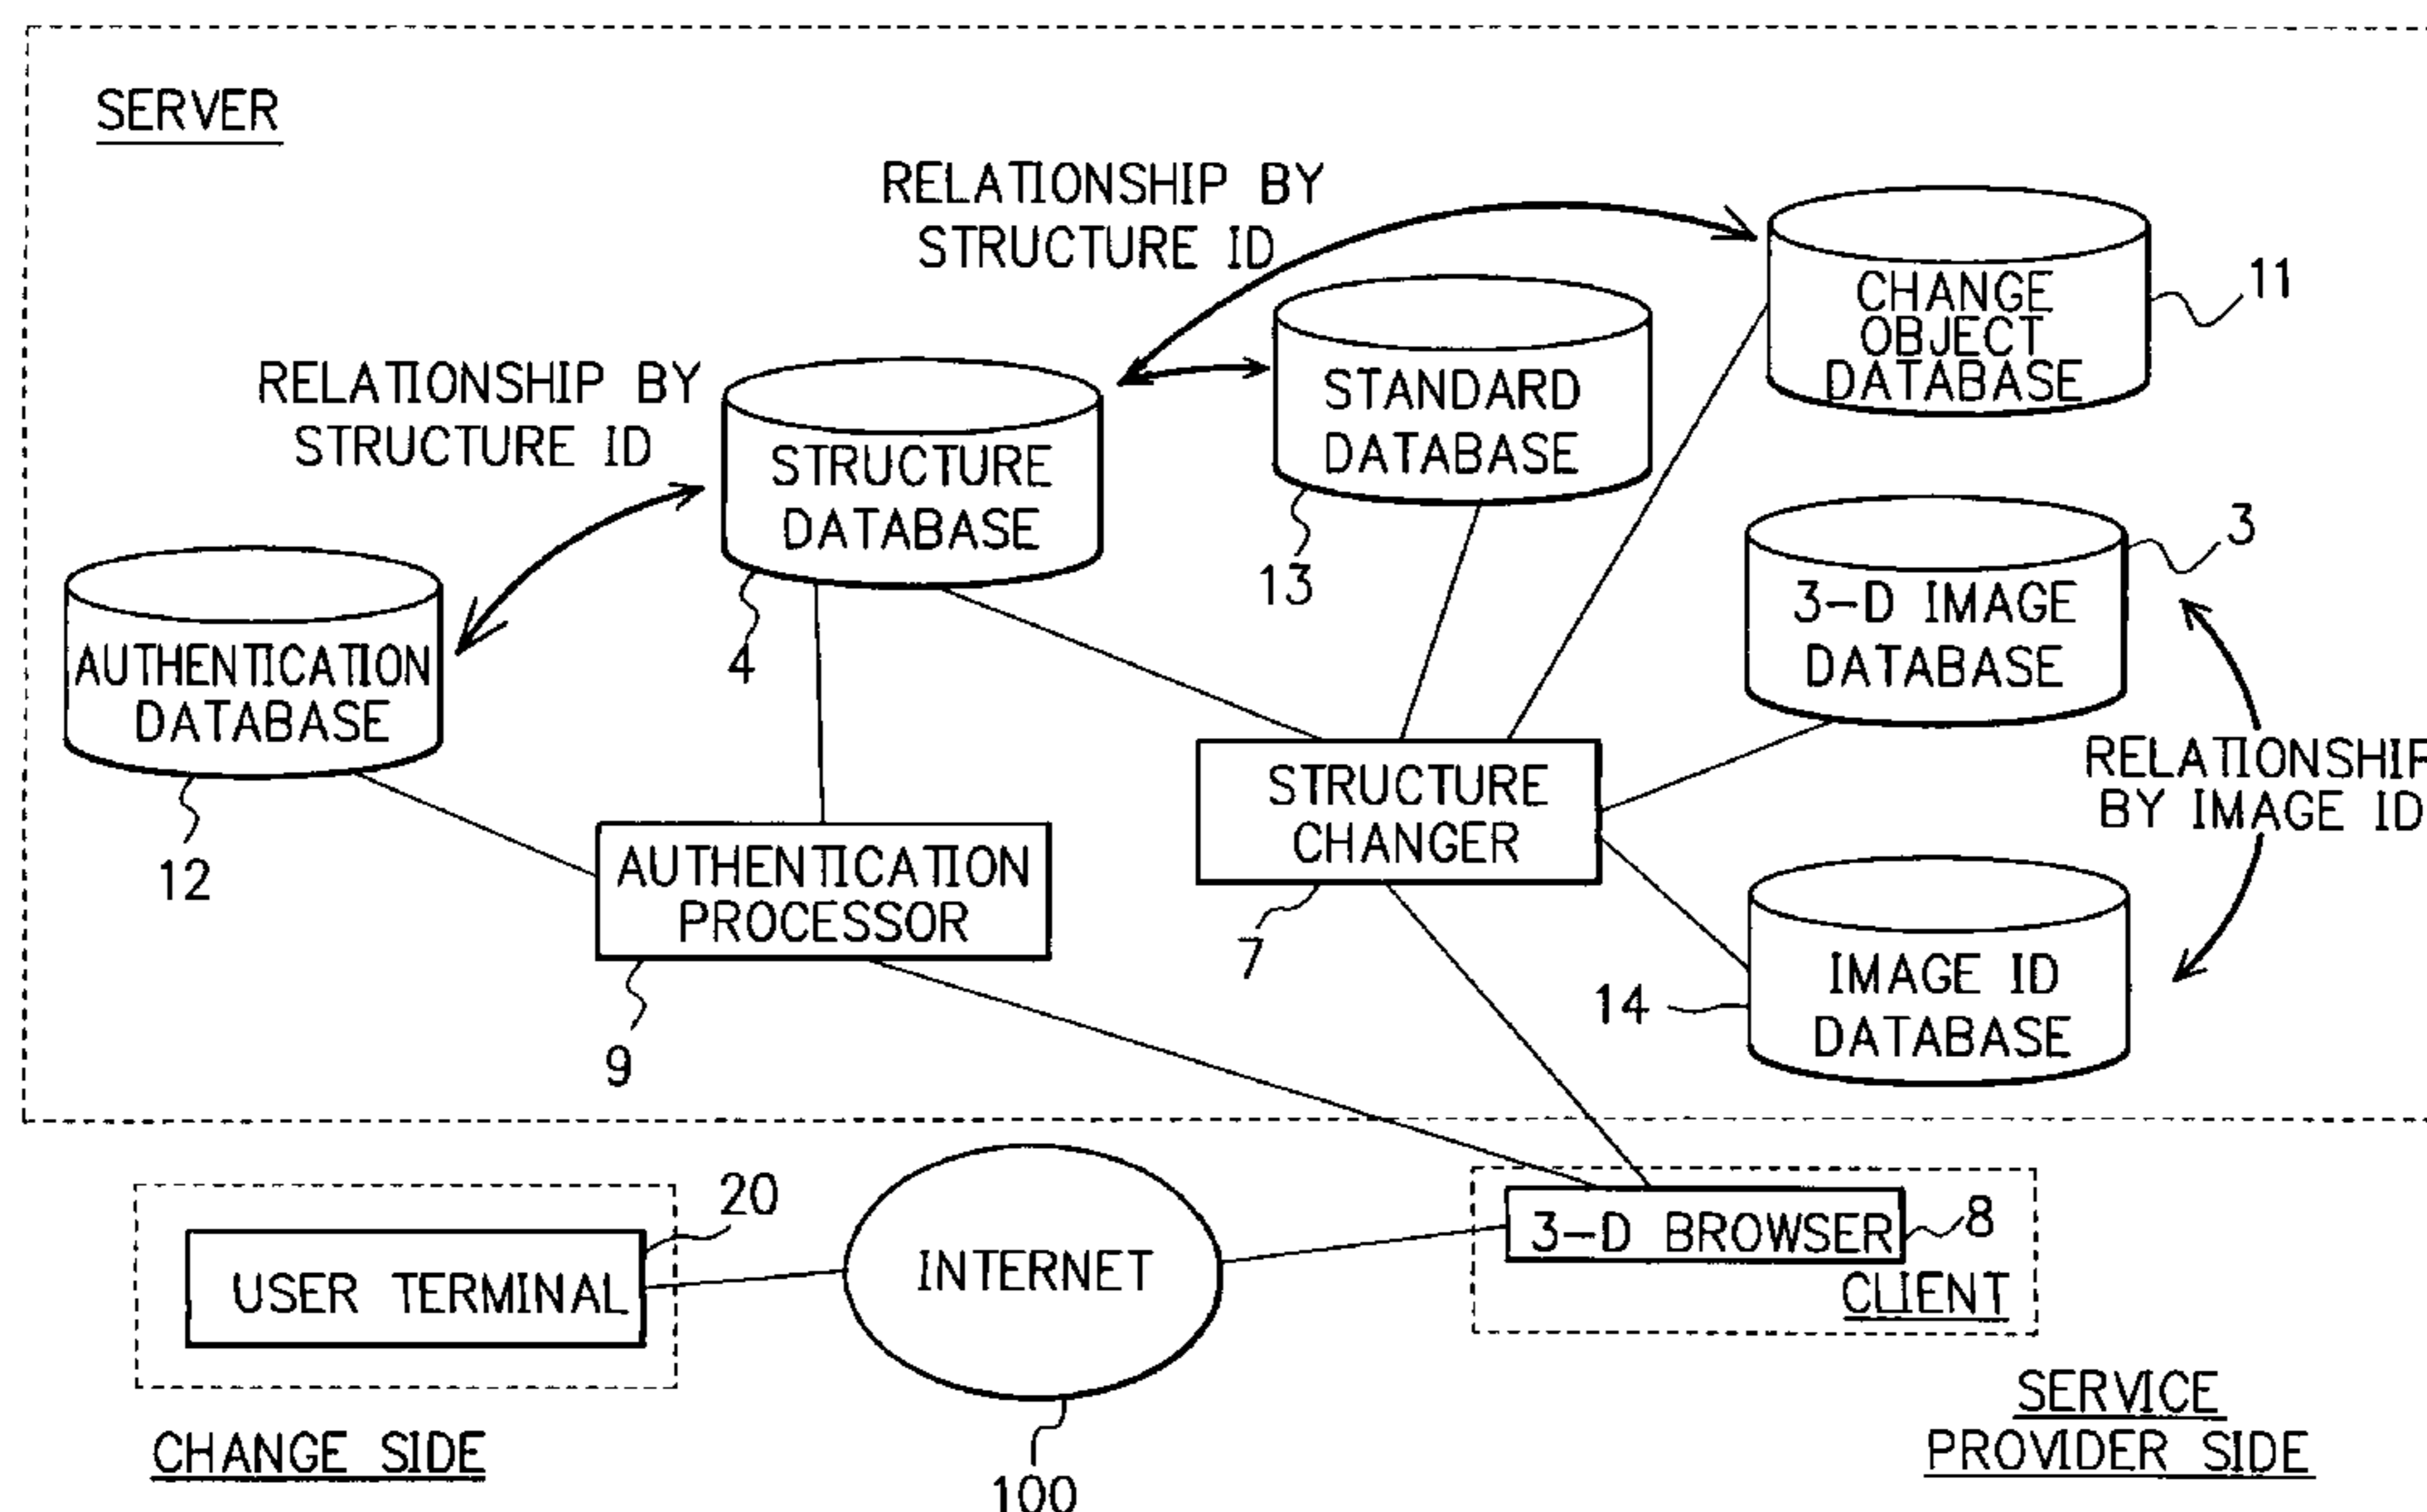 SERVER
RELATIONSHIP BY
STRUCTURE ID
CHANGE
OBJECT
DATABASE
11
RELATIONSHIP BY
STRUCTURE ID
STANDARD
DATABASE
13
STRUCTURE
DATABASE
4
3-D IMAGE
DATABASE
3
AUTHENTICATION
DATABASE
12
RELATIONSHIP
BY IMAGE ID
STRUCTURE
CHANGER
7
AUTHENTICATION
PROCESSOR
9
IMAGE ID
DATABASE
14
20
USER TERMINAL
INTERNET
100
3-D BROWSER
8
CLIENT
CHANGE SIDE
SERVICE
PROVIDER SIDE